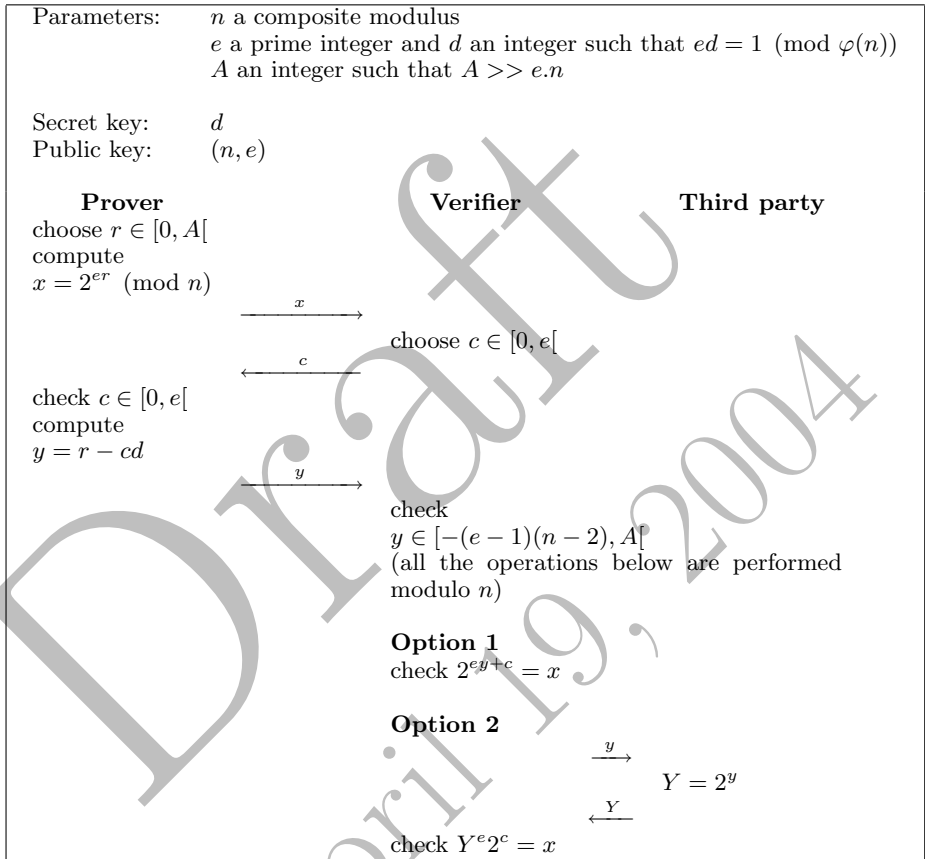 Parameters: n a composite modulus
e a prime integer and d an integer such that ed = 1 (mod φ(n))
A an integer such that A >> e.n
Secret key: d
Public key: (n, e)
Prover Verifier Third party
choose r ∈ [0, A[
compute
x = 2^{er} (mod n)
x
choose c ∈ [0, e[
c
check c ∈ [0, e[
compute
y = r − cd
y
check
y ∈ [−(e − 1)(n − 2), A[
(all the operations below are performed
modulo n)
Option 1
check 2^{ey+c} = x
Option 2
y
Y = 2^y
Y
check Y^e 2^c = x
Draft
April 19, 2004